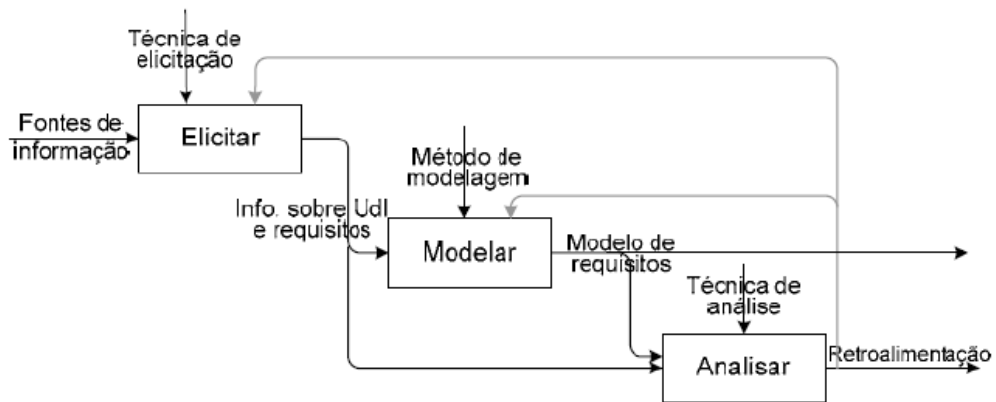 Técnica de
elicitação
Fontes de
informação
Elicitar
Método de
modelagem
Info. sobre UdI
e requisitos
Modelar
Modelo de
requisitos
Técnica de
análise
Analisar
Retroalimentação